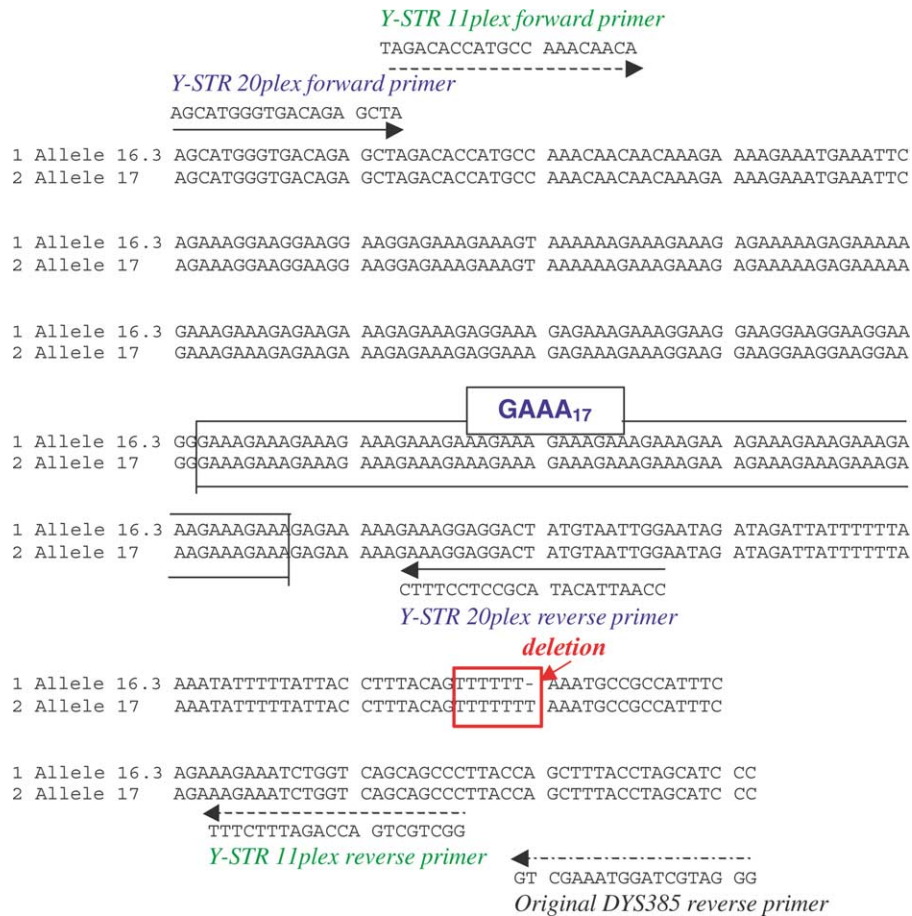 Y-STR 11plex forward primer
TAGACACCATGCC AAACAACA
Y-STR 20plex forward primer
AGCATGGGTGACAGA GCTA
1 Allele 16.3 AGCATGGGTGACAGA GCTAGACACCATGCC AAACAACAACAAAGA AAAGAAATGAAATTC
2 Allele 17 AGCATGGGTGACAGA GCTAGACACCATGCC AAACAACAACAAAGA AAAGAAATGAAATTC
1 Allele 16.3 AGAAAGGAAGGAAGG AAGGAGAAAGAAAGT AAAAAAGAAAGAAAG AGAAAAAGAGAAAAA
2 Allele 17 AGAAAGGAAGGAAGG AAGGAGAAAGAAAGT AAAAAAGAAAGAAAG AGAAAAAGAGAAAAA
1 Allele 16.3 GAAAGAAAGAGAAGA AAGAGAAAGAGGAAA GAGAAAGAAAGGAAG GAAGGAAGGAAGGAA
2 Allele 17 GAAAGAAAGAGAAGA AAGAGAAAGAGGAAA GAGAAAGAAAGGAAG GAAGGAAGGAAGGAA
GAAA17
1 Allele 16.3 GGGAAAGAAAGAAAG AAAGAAAGAAAGAAA GAAAGAAAGAAAGAA AGAAAGAAAGAAAGA
2 Allele 17 GGGAAAGAAAGAAAG AAAGAAAGAAAGAAA GAAAGAAAGAAAGAA AGAAAGAAAGAAAGA
1 Allele 16.3 AAGAAAGAAAGAGAA AAAGAAAGGAGGACT ATGTAATTGGAATAG ATAGATTATTTTTTA
2 Allele 17 AAGAAAGAAAGAGAA AAAGAAAGGAGGACT ATGTAATTGGAATAG ATAGATTATTTTTTA
CTTTCCTCCGCA TACATTAACC
Y-STR 20plex reverse primer
deletion
1 Allele 16.3 AAATATTTTTATTAC CTTTACAGTTTTTT- AAATGCCGCCATTTC
2 Allele 17 AAATATTTTTATTAC CTTTACAGTTTTTTT AAATGCCGCCATTTC
1 Allele 16.3 AGAAAGAAATCTGGT CAGCAGCCCTTACCA GCTTTACCTAGCATC CC
2 Allele 17 AGAAAGAAATCTGGT CAGCAGCCCTTACCA GCTTTACCTAGCATC CC
TTTCTTTAGACCA GTCGTCGG
Y-STR 11plex reverse primer
GT CGAAATGGATCGTAG GG
Original DYS385 reverse primer